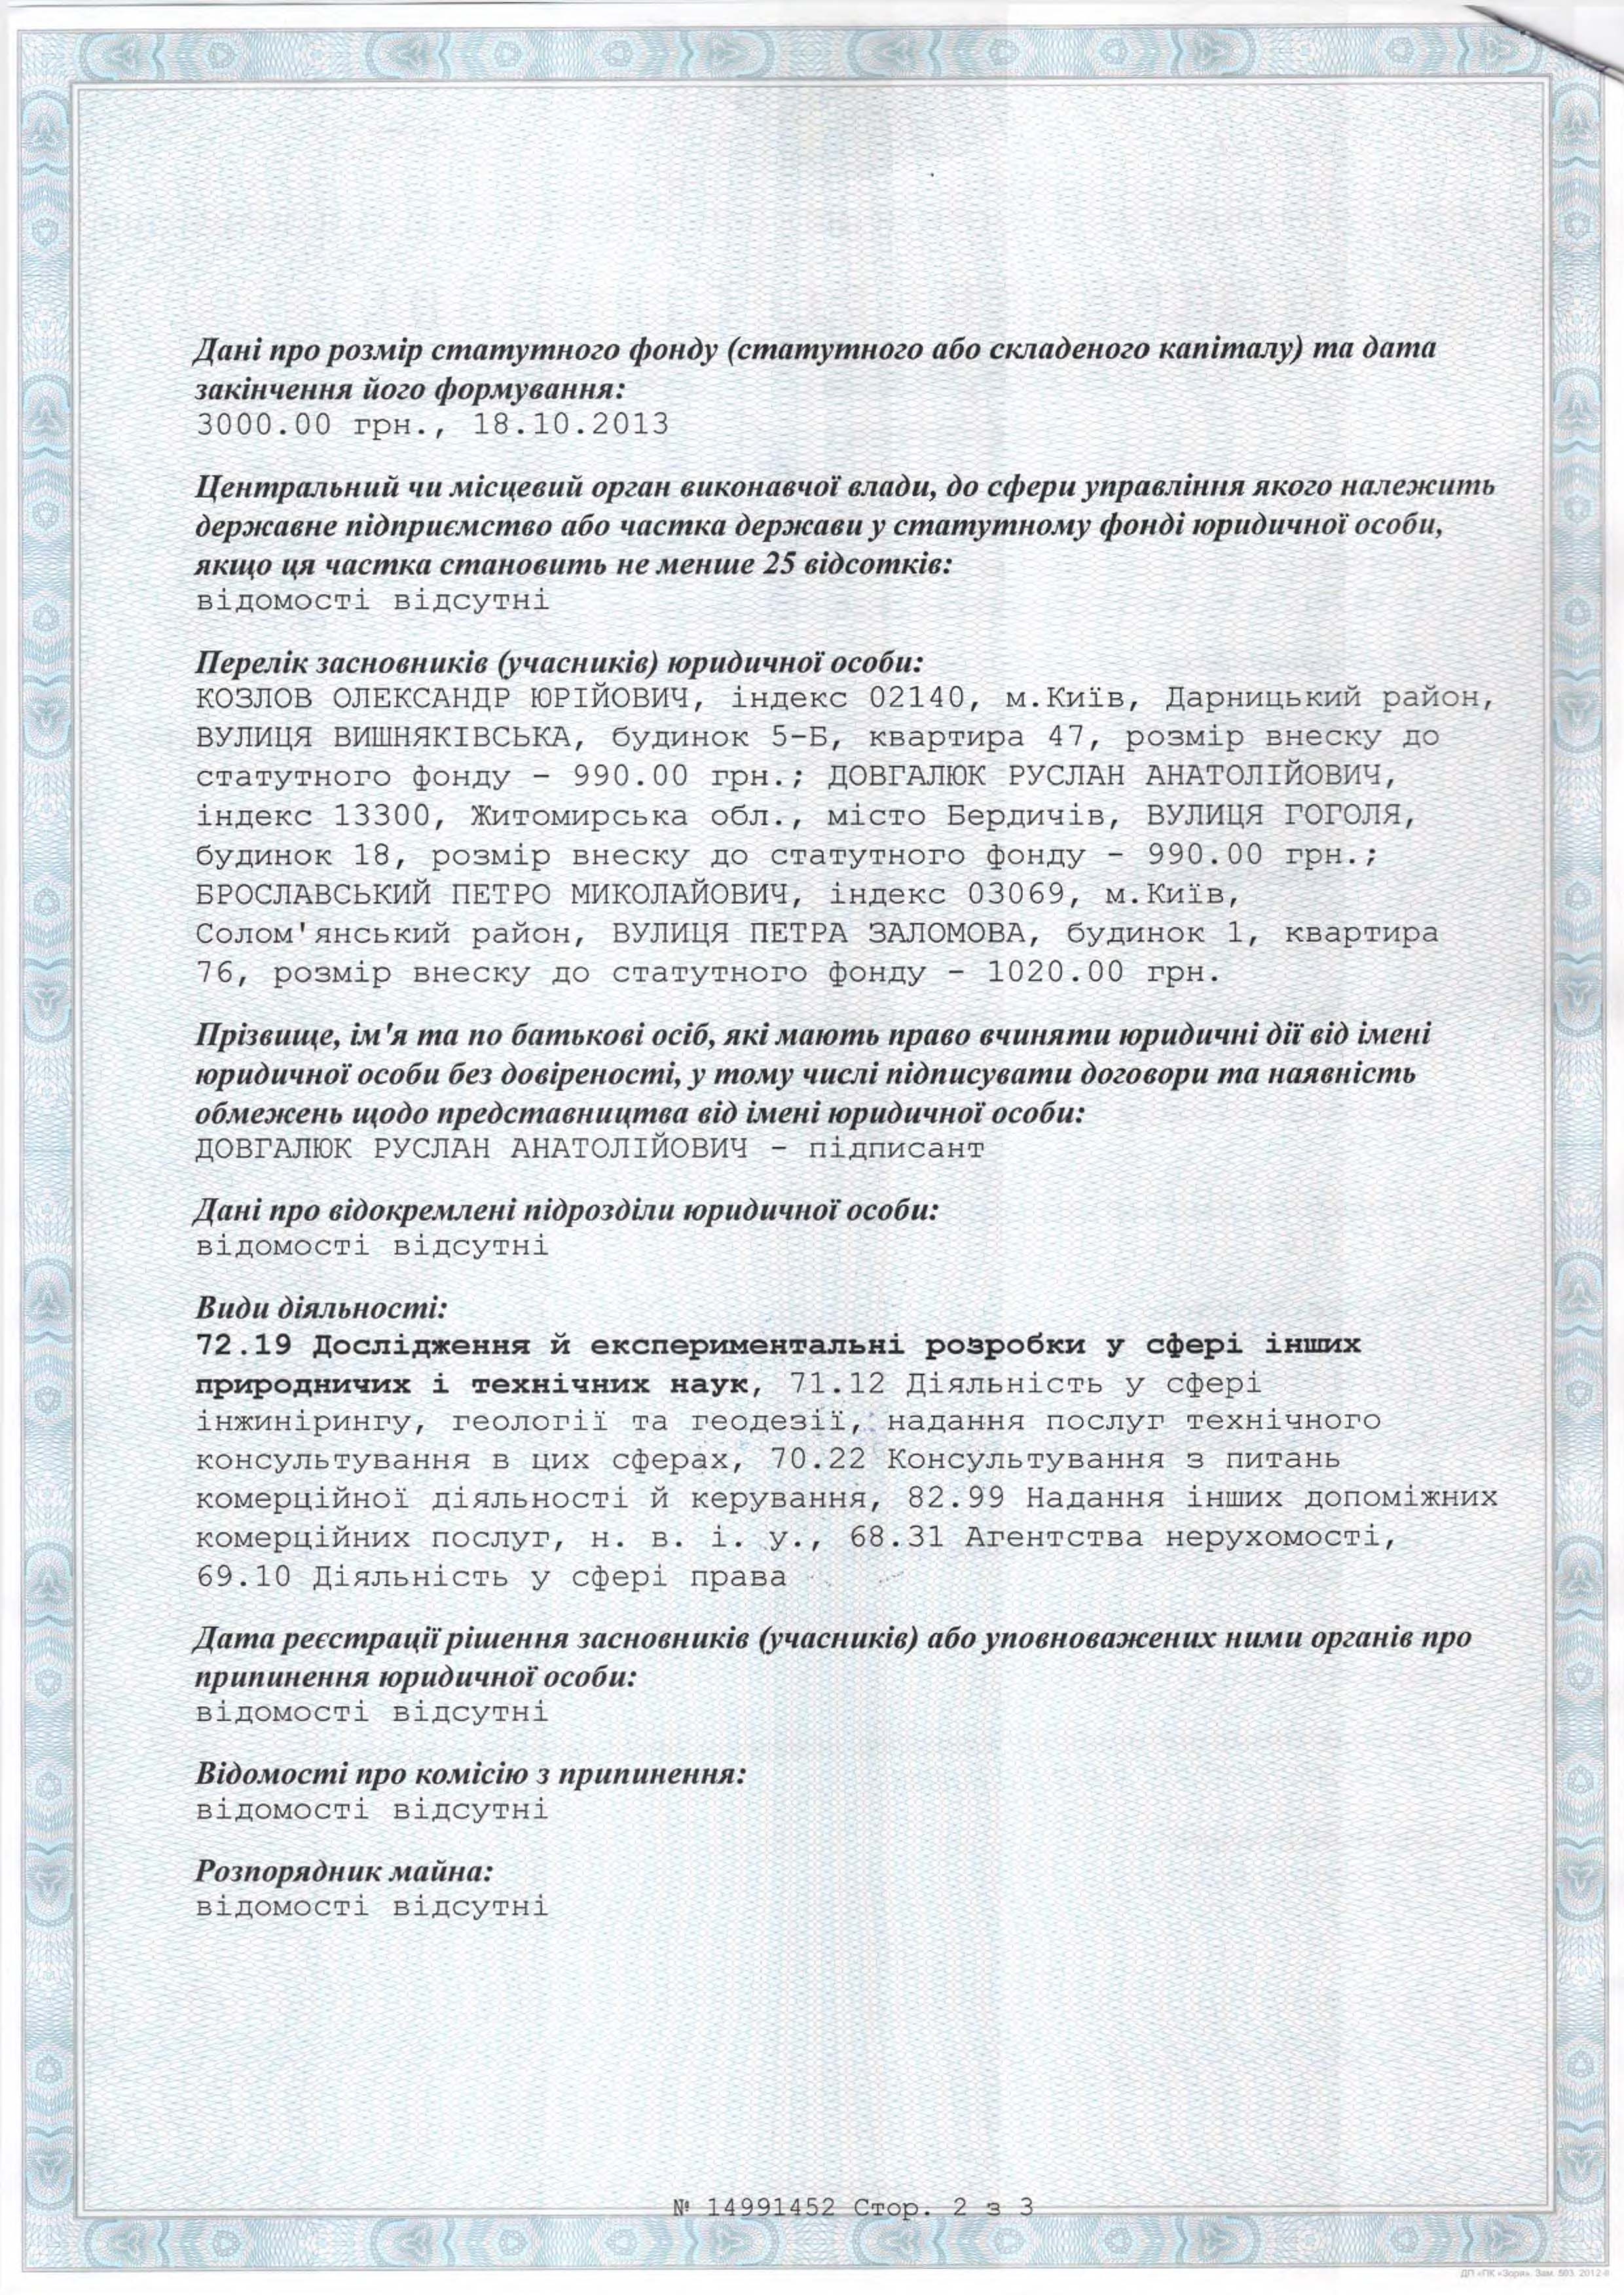 Дані про розмір статутного фонду (статутного або складеного капіталу) та дата
закінчення його формування:
3000.00 грн., 18.10.2013
Центральний чи місцевий орган виконавчої влади, до сфери управління якого належить
державне підприємство або частка держави у статутному фонді юридичної особи,
якщо ця частка становить не менше 25 відсотків:
відомості відсутні
Перелік засновників (учасників) юридичної особи:
КОЗЛОВ ОЛЕКСАНДР ЮРІЙОВИЧ, індекс 02140, м.Київ, Дарницький район,
ВУЛИЦЯ ВИШНЯКІВСЬКА, будинок 5-Б, квартира 47, розмір внеску до
статутного фонду - 990.00 грн.; ДОВГАЛЮК РУСЛАН АНАТОЛІЙОВИЧ,
індекс 13300, Житомирська обл., місто Бердичів, ВУЛИЦЯ ГОГОЛЯ,
будинок 18, розмір внеску до статутного фонду - 990.00 грн.;
БРОСЛАВСЬКИЙ ПЕТРО МИКОЛАЙОВИЧ, індекс 03069, м.Київ,
Солом'янський район, ВУЛИЦЯ ПЕТРА ЗАЛОМОВА, будинок 1, квартира
76, розмір внеску до статутного фонду - 1020.00 грн.
Прізвище, ім'я та по батькові осіб, які мають право вчиняти юридичні дії від імені
юридичної особи без довіреності, у тому числі підписувати договори та наявність
обмежень щодо представництва від імені юридичної особи:
ДОВГАЛЮК РУСЛАН АНАТОЛІЙОВИЧ - підписант
Дані про відокремлені підрозділи юридичної особи:
відомості відсутні
Види діяльності:
72.19 Дослідження й експериментальні розробки у сфері інших
природничих і технічних наук, 71.12 Діяльність у сфері
інжинірингу, геології та геодезії, надання послуг технічного
консультування в цих сферах, 70.22 Консультування з питань
комерційної діяльності й керування, 82.99 Надання інших допоміжних
комерційних послуг, н. в. і. у., 68.31 Агентства нерухомості,
69.10 Діяльність у сфері права
Дата реєстрації рішення засновників (учасників) або уповноважених ними органів про
припинення юридичної особи:
відомості відсутні
Відомості про комісію з припинення:
відомості відсутні
Розпорядник майна:
відомості відсутні
№ 14991452 Стор. 2 з 3
ДП «ПК «Зоря». Зам. 503. 2012